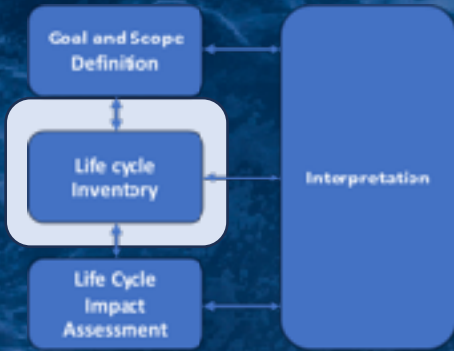 Goal and Scope
Definition
Life cycle
Inventory
Interpretation
Life Cycle
Impact
Assessment